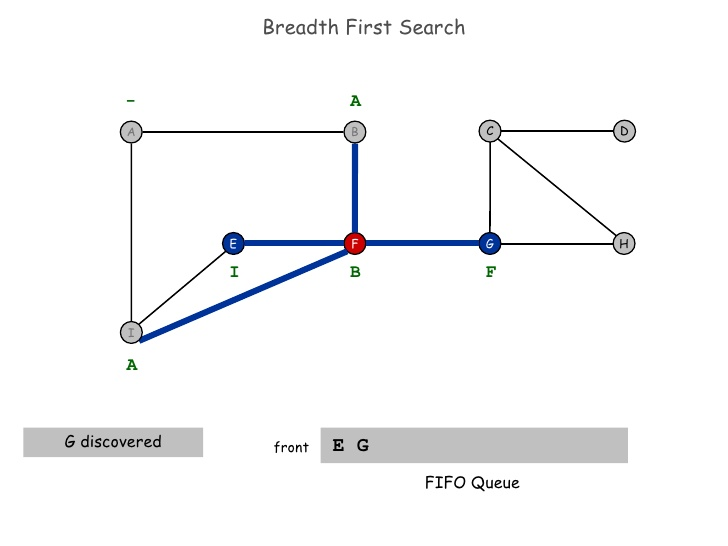 Breadth First Search
- A
A B C D
E F G H
I B F
I
A
G discovered
front E G
FIFO Queue